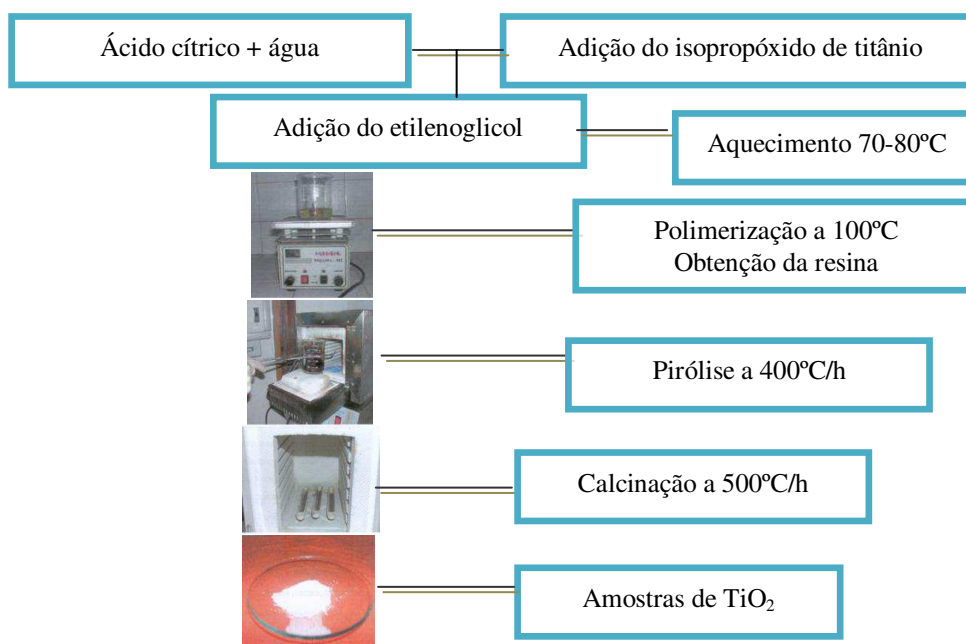 Ácido cítrico + água
Adição do isopropóxido de titânio
Adição do etilenoglicol
Aquecimento 70-80ºC
Polimerização a 100ºC
Obtenção da resina
Pirólise a 400ºC/h
Calcinação a 500ºC/h
Amostras de TiO₂